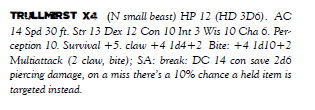 TRULLMIRST X4 (N small beast) HP 12 (HD 3D6). AC
14 Spd 30 ft. Str 13 Dex 12 Con 10 Int 3 Wis 10 Cha 6. Per-
ception 10. Survival +5. claw +4 1d4+2 Bite: +4 1d10+2
Multiattack (2 claw, bite); SA: break: DC 14 con save 2d6
piercing damage, on a miss there's a 10% chance a held item is
targeted instead.